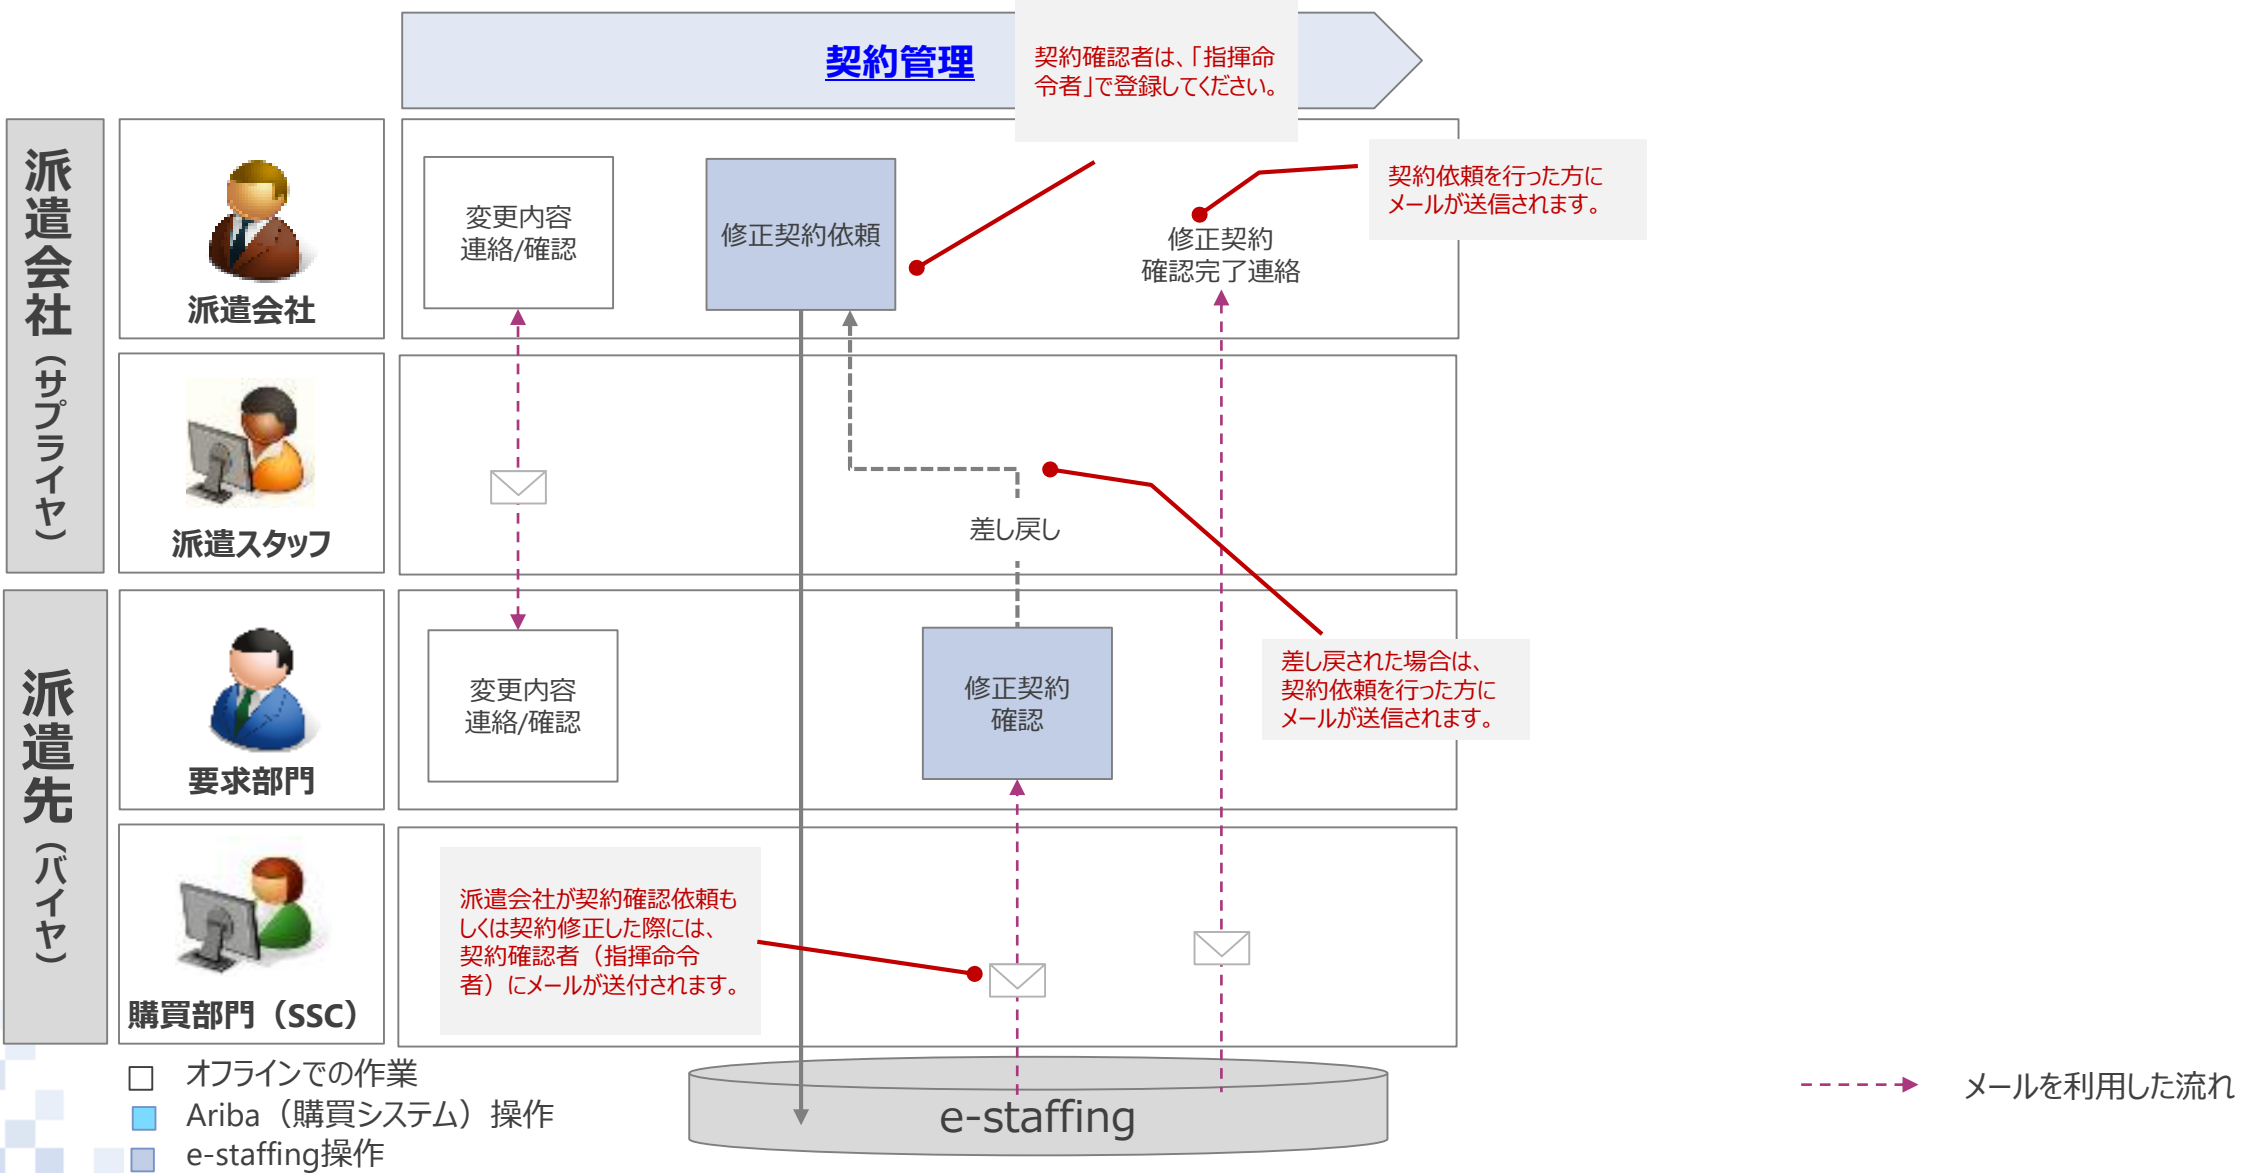 契約管理
契約確認者は、「指揮命
令者」で登録してください。
契約依頼を行った方に
メールが送信されます。
派遣会社（サプライヤ）
派遣会社
変更内容
連絡/確認
修正契約依頼
修正契約
確認完了連絡
派遣スタッフ
差し戻し
派遣先（バイヤ）
要求部門
変更内容
連絡/確認
修正契約
確認
差し戻された場合は、
契約依頼を行った方に
メールが送信されます。
購買部門（SSC）
派遣会社が契約確認依頼も
しくは契約修正した際には、
契約確認者（指揮命令
者）にメールが送付されます。
オフラインでの作業
Ariba（購買システム）操作
e-staffing操作
e-staffing
メールを利用した流れ